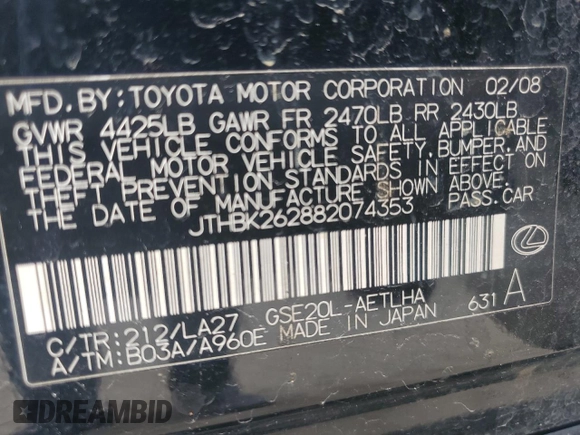 MFD. BY: TOYOTA MOTOR CORPORATION 02/08
GVWR 4425LB GAWR FR 2470LB RR 2430LB
THIS VEHICLE CONFORMS TO ALL APPLICABLE
FEDERAL MOTOR VEHICLE SAFETY, BUMPER, AND
THEFT PREVENTION STANDARDS IN EFFECT ON
THE DATE OF MANUFACTURE SHOWN ABOVE.
JTHBK262882074353 PASS. CAR
C/TR: 212/LA27 GSE20L-AETLHA 631 A
A/TM: B03A/A960E MADE IN JAPAN
DREAMBID